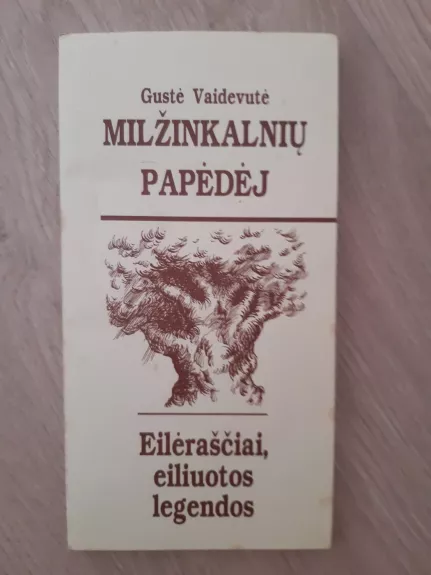 Gustė Vaidevutė
MILŽINKALNIŲ
PAPĖDĖJ
Eilėraščiai,
eiliuotos
legendos